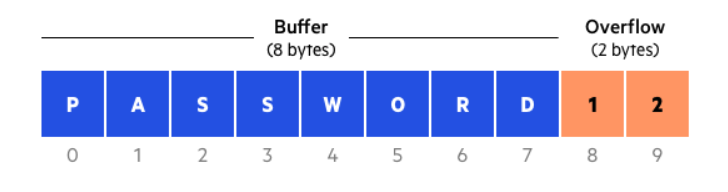 Buffer Overflow
(8 bytes) (2 bytes)
P A S S W O R D 1 2
0 1 2 3 4 5 6 7 8 9